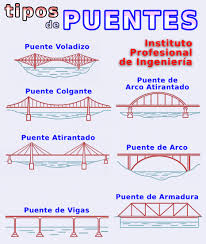 tipos
de PUENTES
Instituto
Profesional
de Ingeniería
Puente Voladizo
Puente Colgante
Puente de
Arco Atirantado
Puente Atirantado
Puente de Arco
Puente de Vigas
Puente de Armadura